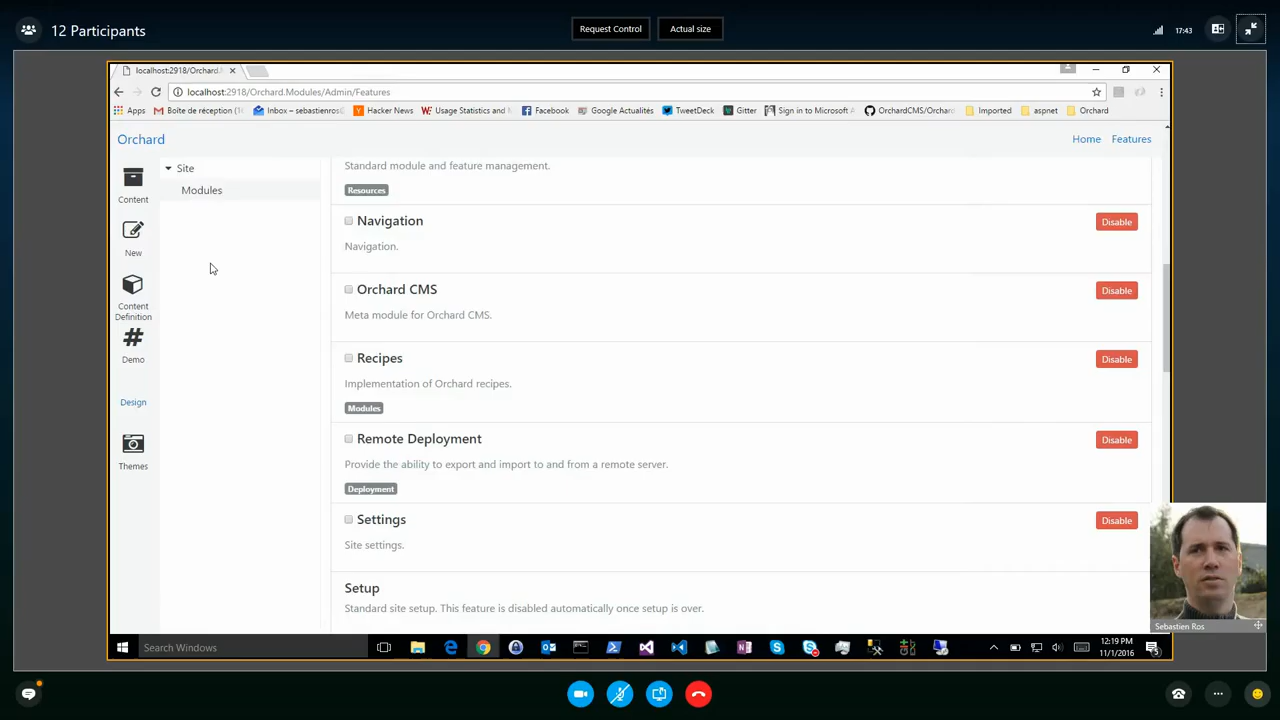 12 Participants
Request Control
Actual size
17:43
localhost:2918/Orchard.
localhost:2918/Orchard.Modules/Admin/Features
Apps
Boîte de réception (1
Inbox – sebastienros
Hacker News
Usage Statistics and
Facebook
Google Actualités
TweetDeck
Gitter
Sign in to Microsoft
OrchardCMS/Orchard
Imported
aspnet
Orchard
Orchard
Home
Features
Content
New
Content
Definition
Demo
Design
Themes
Site
Modules
Standard module and feature management.
Resources
Navigation
Disable
Navigation.
Orchard CMS
Disable
Meta module for Orchard CMS.
Recipes
Disable
Implementation of Orchard recipes.
Modules
Remote Deployment
Disable
Provide the ability to export and import to and from a remote server.
Deployment
Settings
Disable
Site settings.
Setup
Standard site setup. This feature is disabled automatically once setup is over.
Sebastien Ros
Search Windows
12:19 PM
11/1/2016